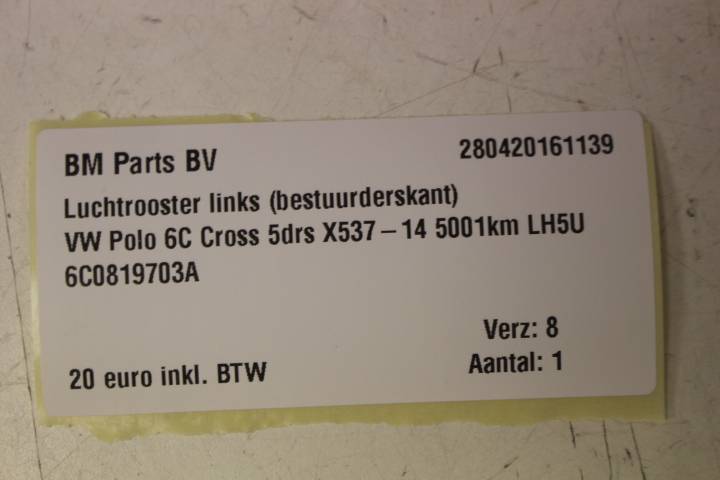 BM Parts BV 280420161139
Luchtrooster links (bestuurderskant)
VW Polo 6C Cross 5drs X537-14 5001km LH5U
6C0819703A
Verz: 8
20 euro inkl. BTW Aantal: 1